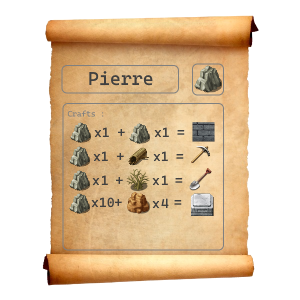 Pierre
Crafts :
x1 + x1 =
x1 + x1 =
x1 + x1 =
x10+ x4 =